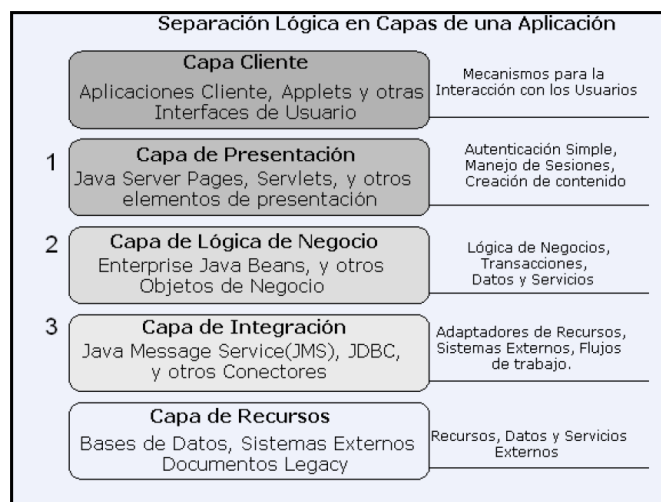 Separación Lógica en Capas de una Aplicación
Capa Cliente
Aplicaciones Cliente, Applets y otras
Interfaces de Usuario
Mecanismos para la
Interacción con los Usuarios
1
Capa de Presentación
Java Server Pages, Servlets, y otros
elementos de presentación
Autenticación Simple,
Manejo de Sesiones,
Creación de contenido
2
Capa de Lógica de Negocio
Enterprise Java Beans, y otros
Objetos de Negocio
Lógica de Negocios,
Transacciones,
Datos y Servicios
3
Capa de Integración
Java Message Service(JMS), JDBC,
y otros Conectores
Adaptadores de Recursos,
Sistemas Externos, Flujos
de trabajo.
Capa de Recursos
Bases de Datos, Sistemas Externos
Documentos Legacy
Recursos, Datos y Servicios
Externos